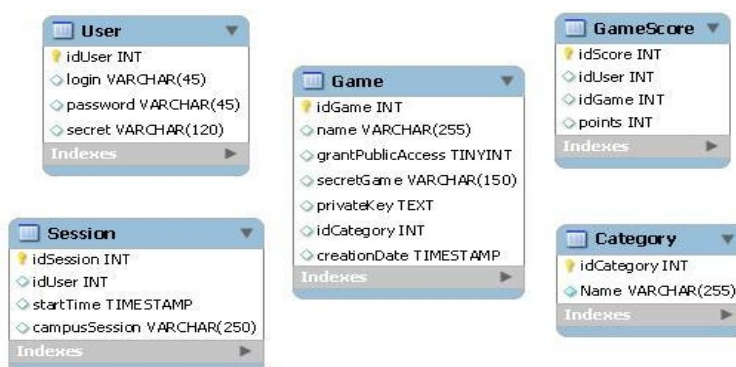 User
idUser INT
login VARCHAR(45)
password VARCHAR(45)
secret VARCHAR(120)
Indexes
Session
idSession INT
idUser INT
startTime TIMESTAMP
campusSession VARCHAR(250)
Indexes
Game
idGame INT
name VARCHAR(255)
grantPublicAccess TINYINT
secretGame VARCHAR(150)
privateKey TEXT
idCategory INT
creationDate TIMESTAMP
Indexes
GameScore
idScore INT
idUser INT
idGame INT
points INT
Indexes
Category
idCategory INT
Name VARCHAR(255)
Indexes